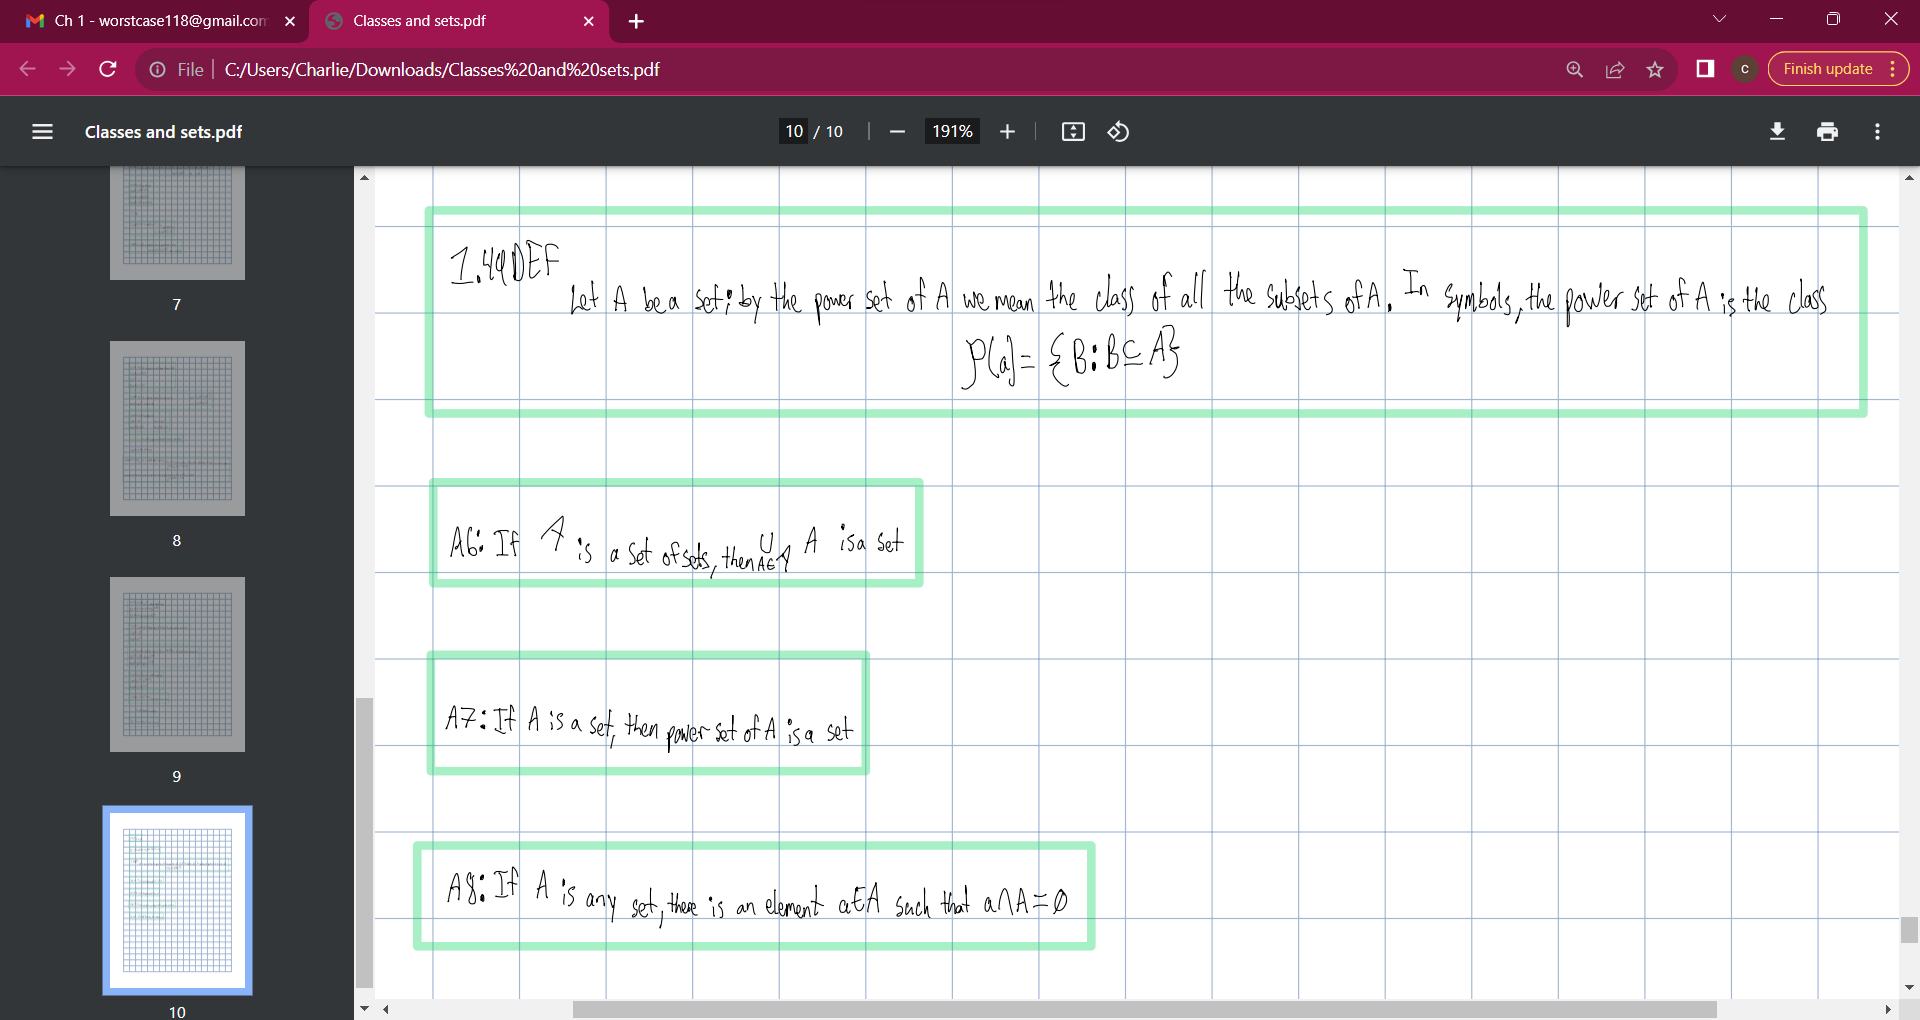 Ch 1 - worstcase118@gmail.com
Classes and sets.pdf
File
C:/Users/Charlie/Downloads/Classes%20and%20sets.pdf
C
Finish update
Classes and sets.pdf
10 / 10
191%
7
8
9
10
1.44 DEF
Let A be a set; by the power set of A we mean the class of all the subsets of A. In symbols, the power set of A is the class
𝒫(a) = {B : B ⊆ A}
A6: If 𝒜 is a set of sets, then ⋃ A∈𝒜 A is a set
A7: If A is a set, then power set of A is a set
A8: If A is any set, there is an element a∈A such that a∩A=∅